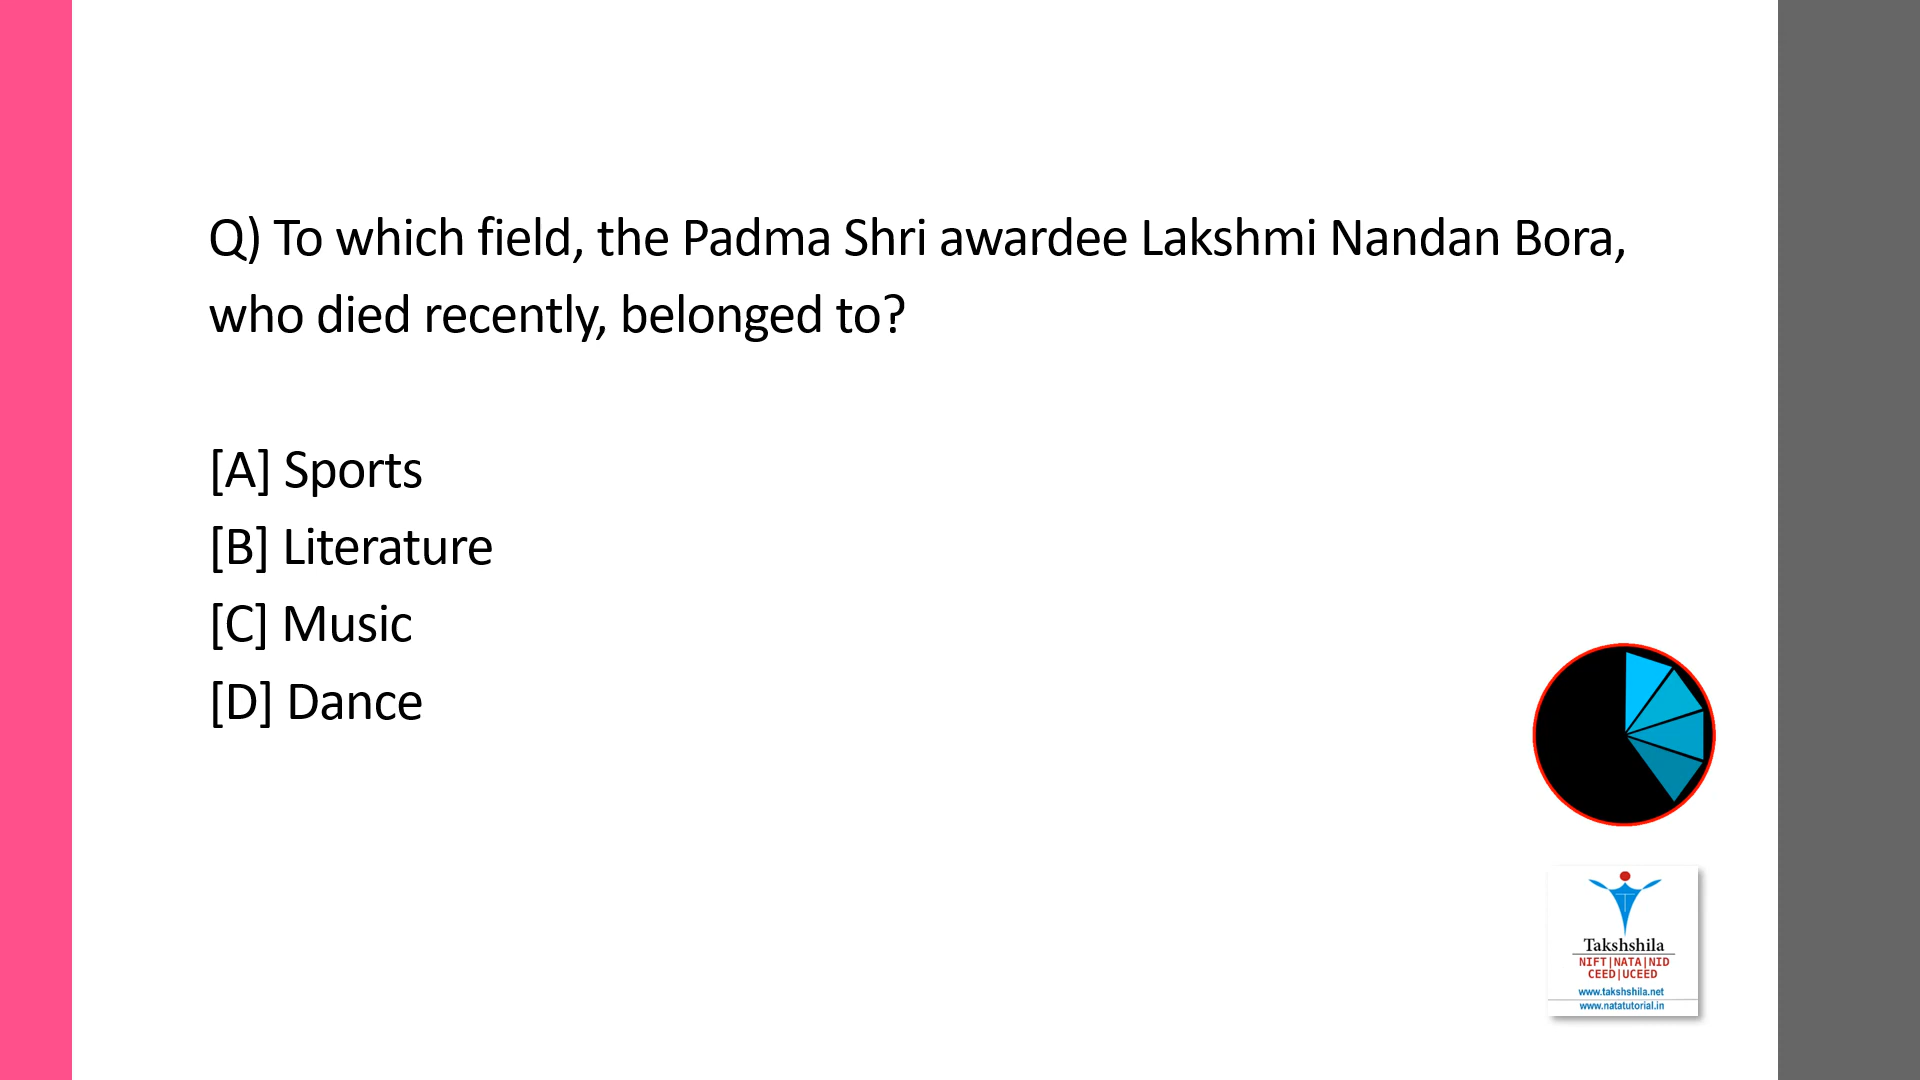 Q) To which field, the Padma Shri awardee Lakshmi Nandan Bora,
who died recently, belonged to?
[A] Sports
[B] Literature
[C] Music
[D] Dance
Takshshila
NIFT|NATA|NID
CEED|UCEED
www.takshshila.net
www.natatutorial.in